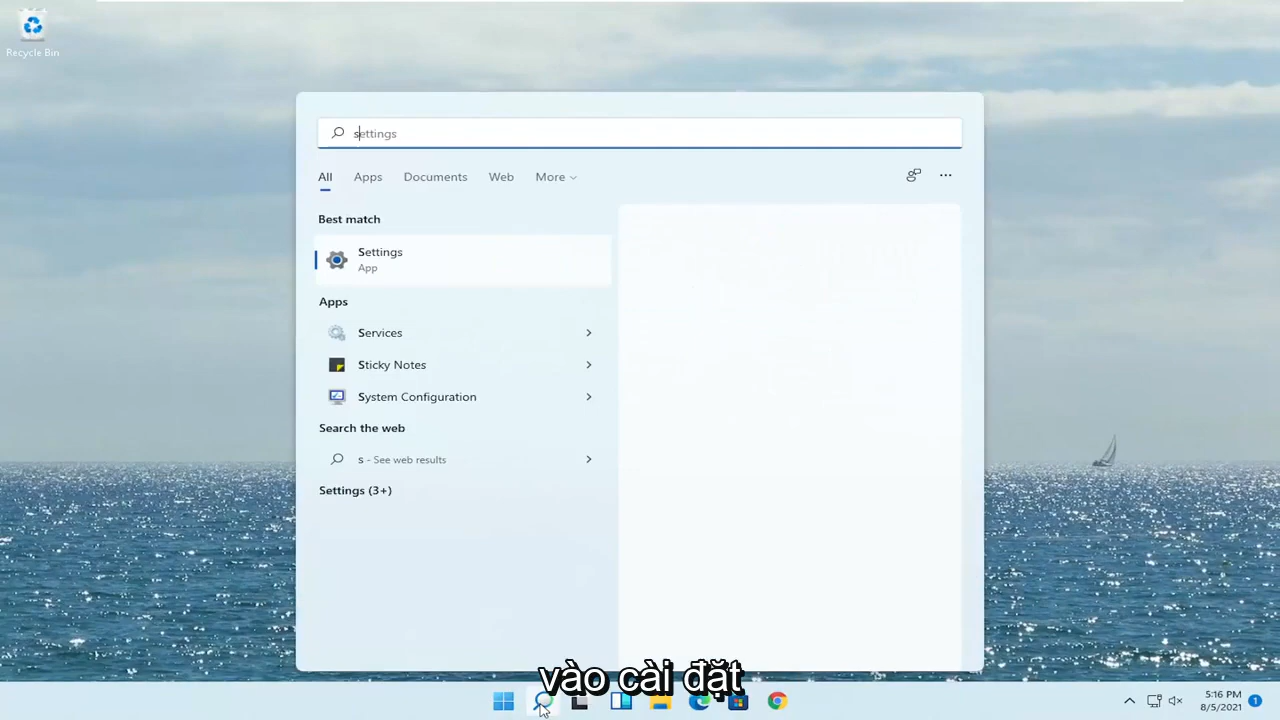 Recycle Bin
settings
All Apps Documents Web More
Best match
Settings
App
Apps
Services
Sticky Notes
System Configuration
Search the web
s - See web results
Settings (3+)
vào cài đặt
5:16 PM
8/5/2021
1